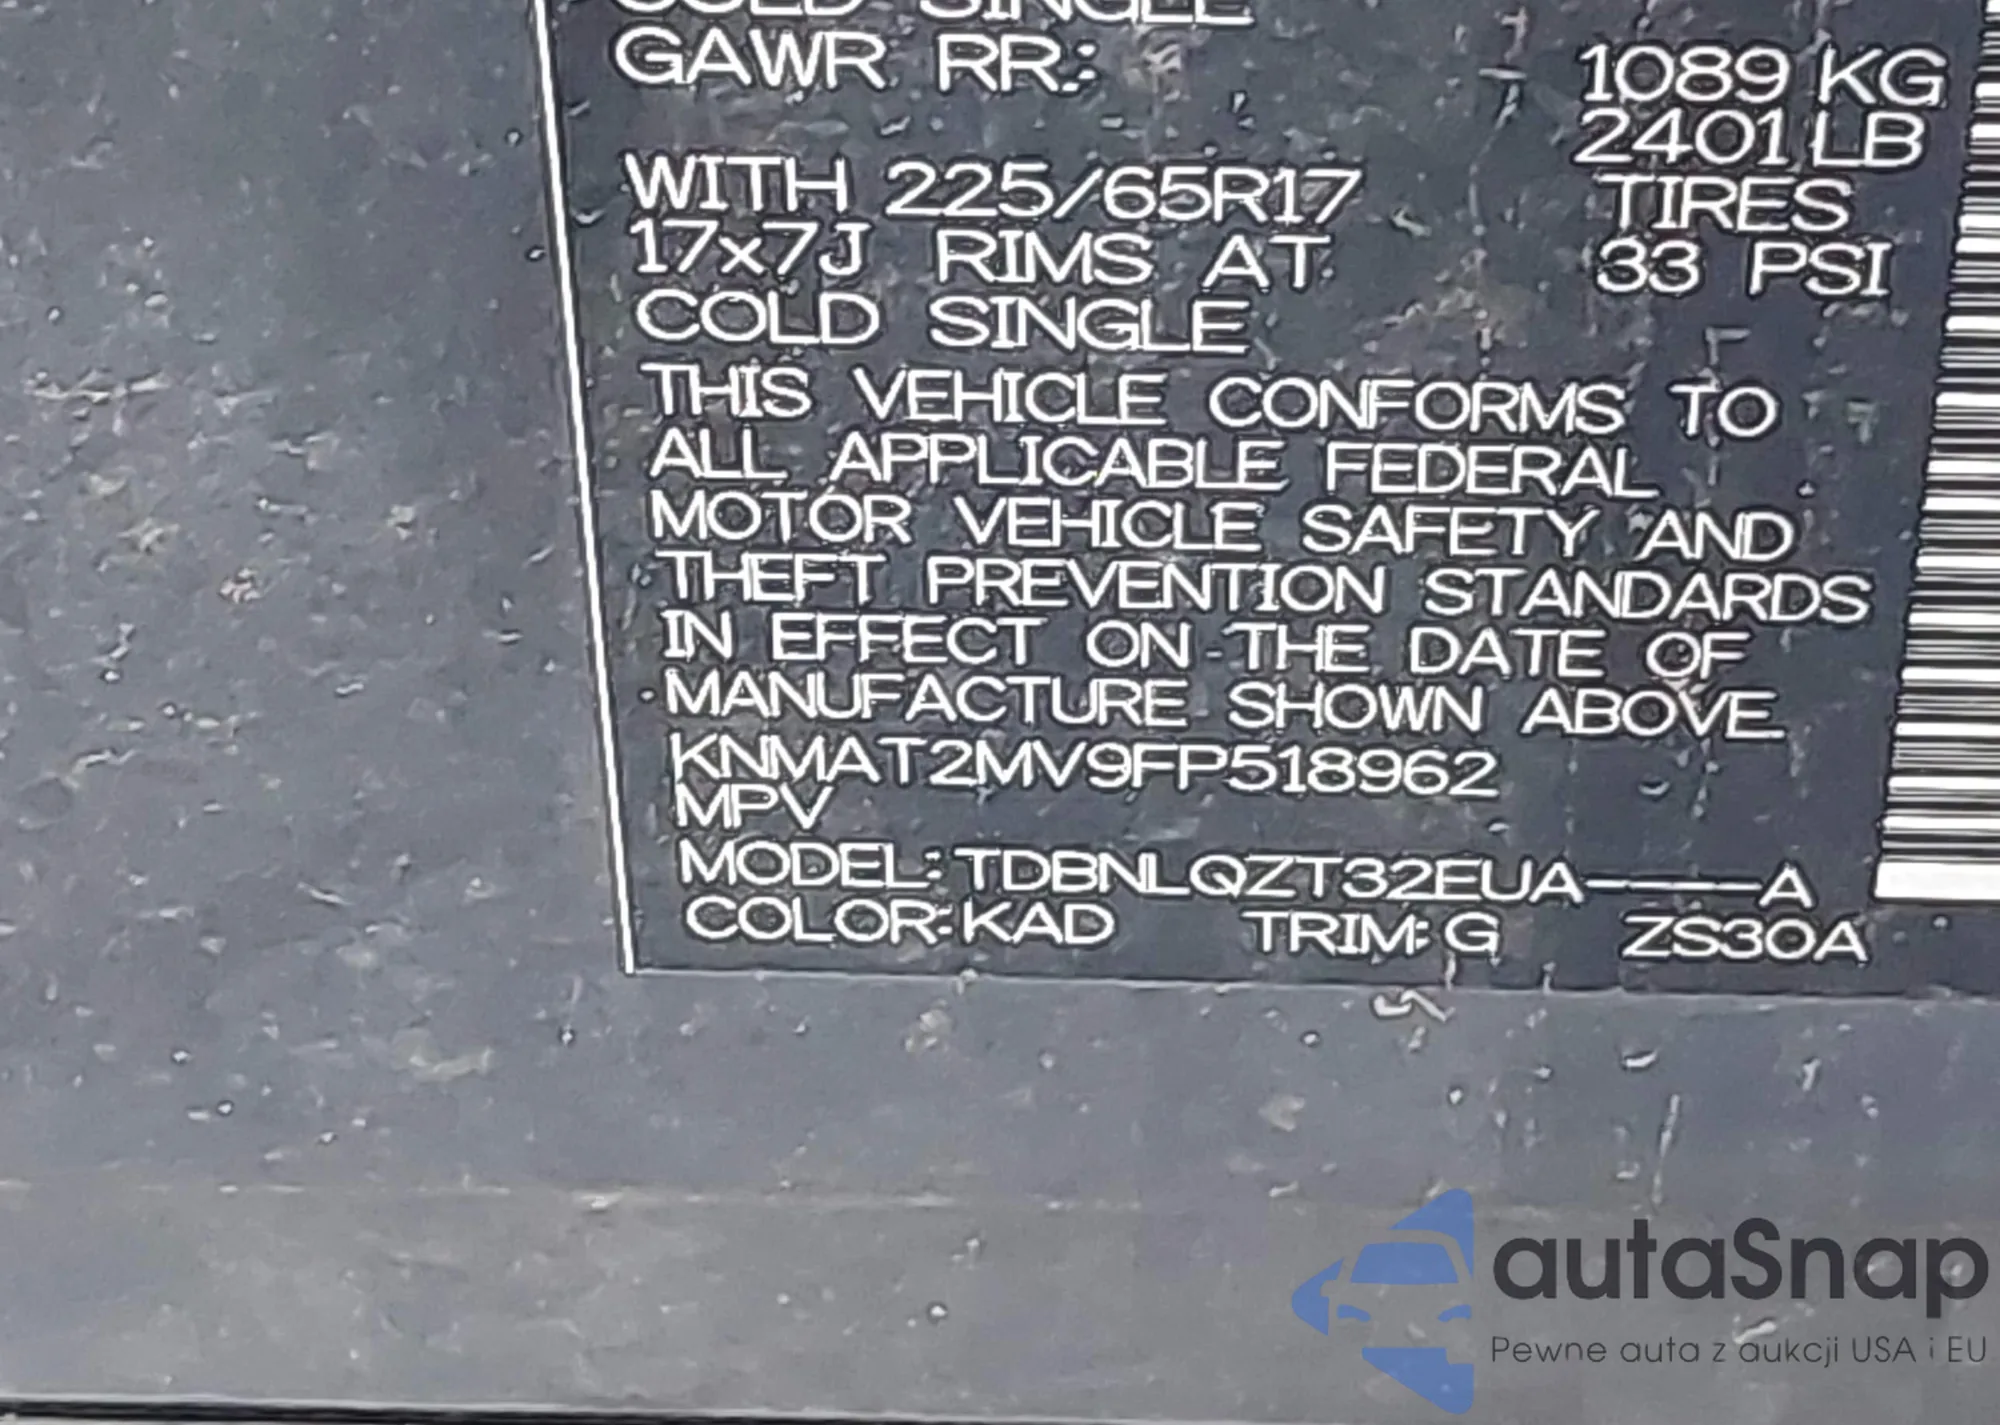 COLD SINGLE
GAWR RR: 1089 KG
2401 LB
WITH 225/65R17 TIRES
17x7J RIMS AT 33 PSI
COLD SINGLE
THIS VEHICLE CONFORMS TO
ALL APPLICABLE FEDERAL
MOTOR VEHICLE SAFETY AND
THEFT PREVENTION STANDARDS
IN EFFECT ON THE DATE OF
MANUFACTURE SHOWN ABOVE.
KNMAT2MV9FP518962
MPV
MODEL: TDBNLQZT32EUA----A
COLOR: KAD TRIM: G ZS30A
autaSnap
Pewne auta z aukcji USA i EU